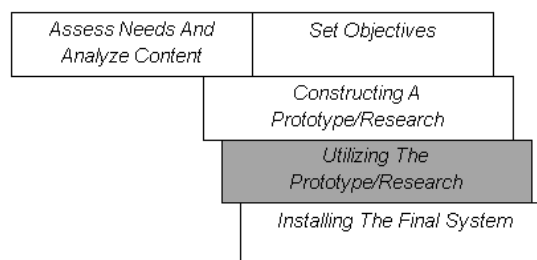 Assess Needs And
Analyze Content
Set Objectives
Constructing A
Prototype/Research
Utilizing The
Prototype/Research
Installing The Final System